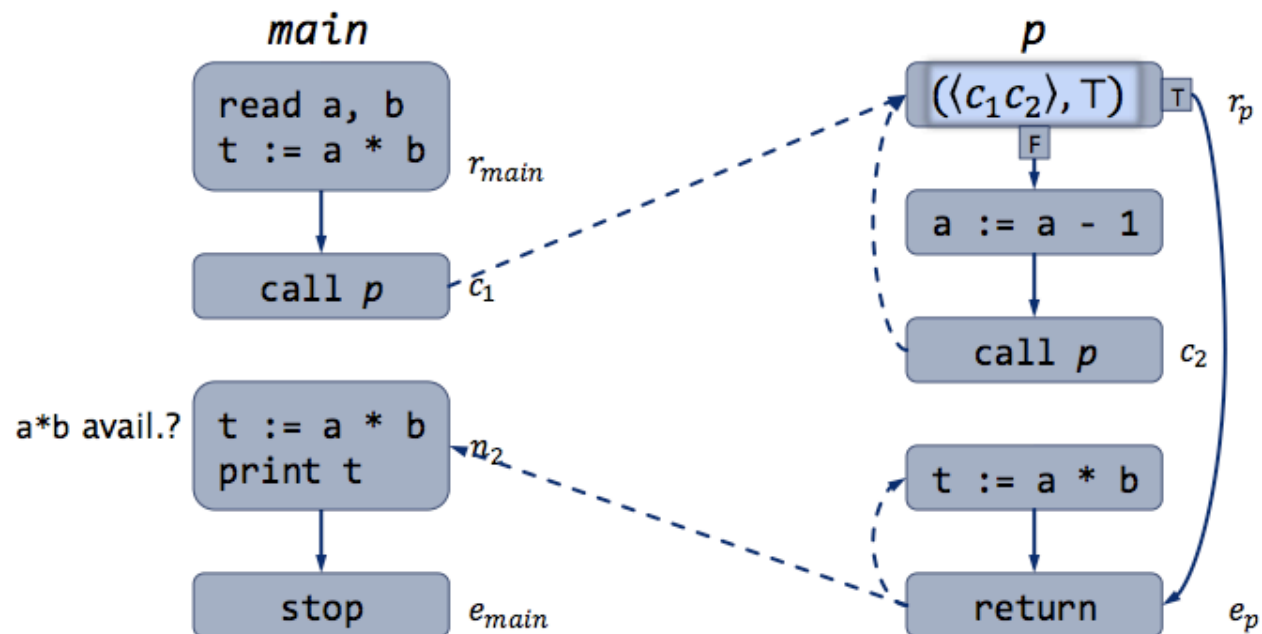 main
read a, b
t := a * b
r_main
call p
c₁
a*b avail.?
t := a * b
print t
n₂
stop
e_main
p
(⟨c₁c₂⟩, ⊤)
T
r_p
F
a := a - 1
call p
c₂
t := a * b
return
e_p